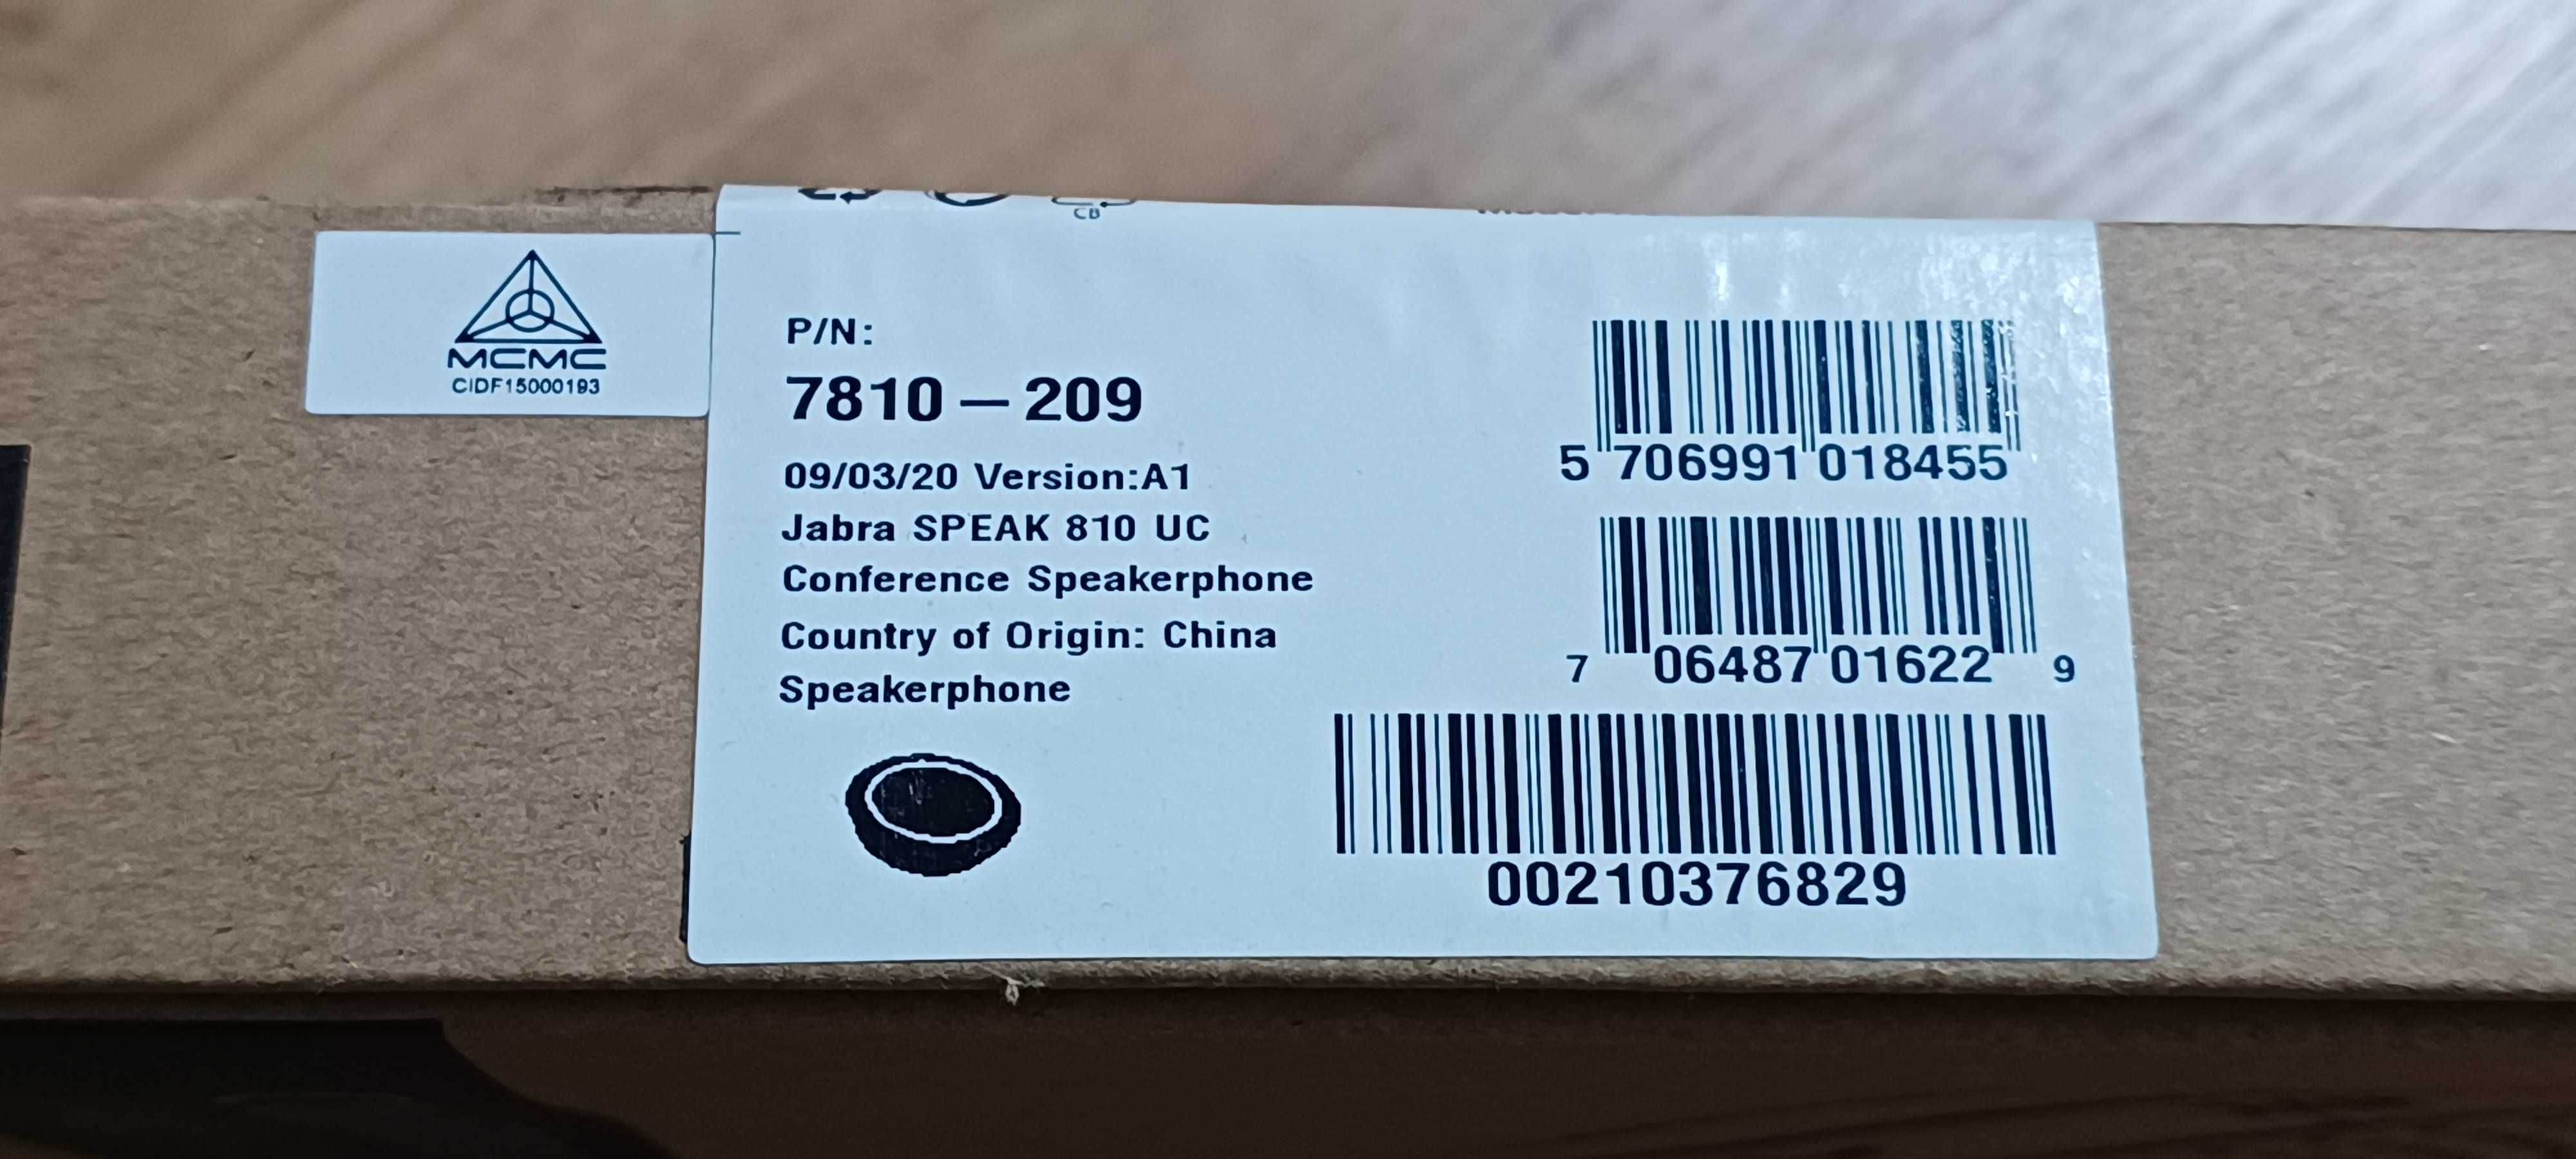 MCMC
CIDF15000193
CB
P/N:
7810-209
09/03/20 Version:A1
Jabra SPEAK 810 UC
Conference Speakerphone
Country of Origin: China
Speakerphone
5 706991 018455
7 06487 01622 9
00210376829